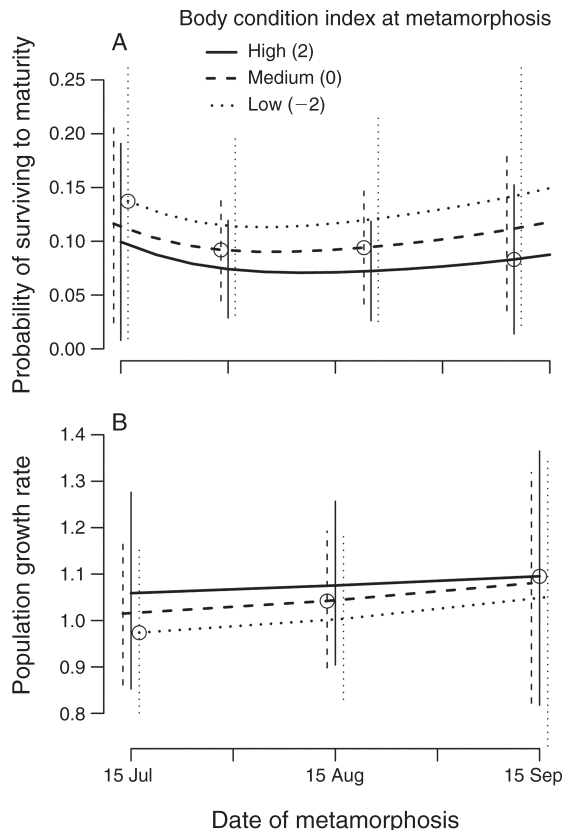 Body condition index at metamorphosis
A
High (2)
Medium (0)
Low (−2)
Probability of surviving to maturity
0.25
0.20
0.15
0.10
0.05
0.00
B
Population growth rate
1.4
1.3
1.2
1.1
1.0
0.9
0.8
15 Jul
15 Aug
15 Sep
Date of metamorphosis